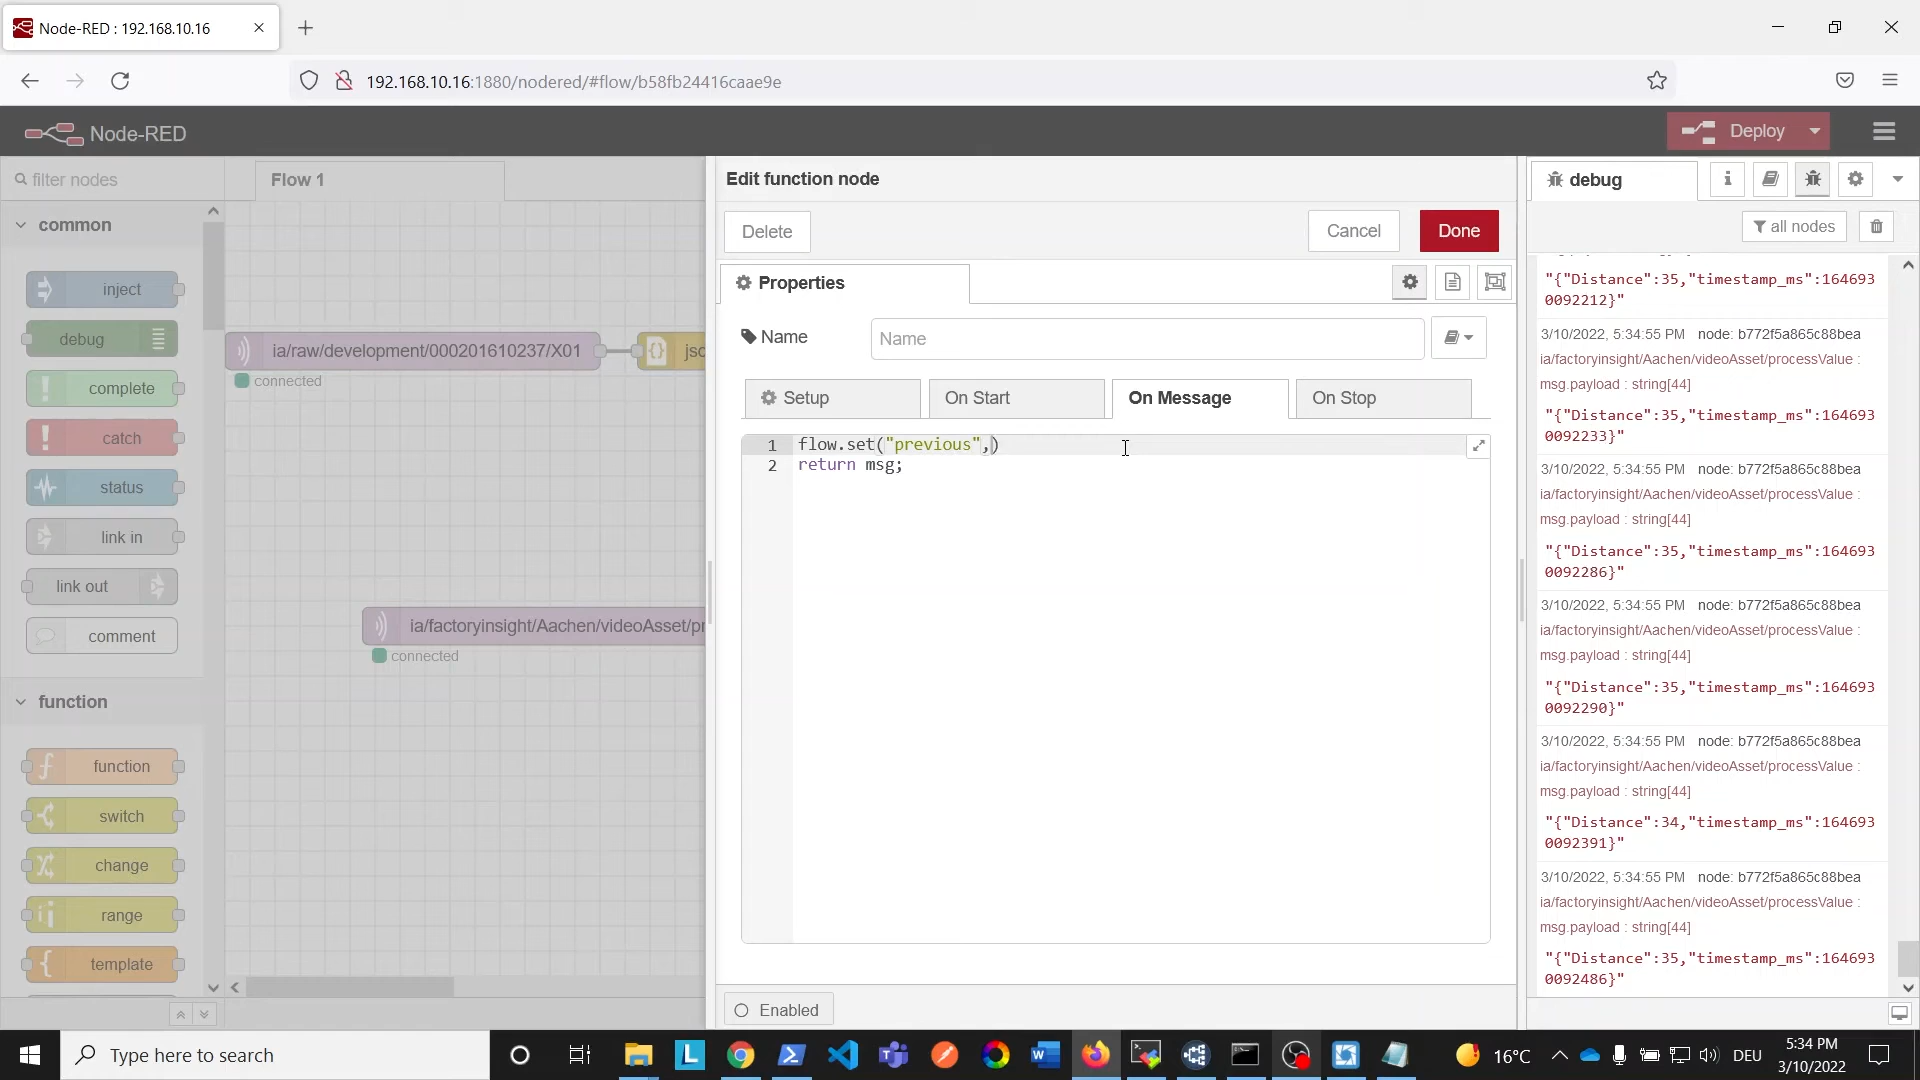 Node-RED : 192.168.10.16
192.168.10.16:1880/nodered/#flow/b58fb24416caae9e
Node-RED
Deploy
filter nodes
Flow 1
common
inject
debug
complete
catch
status
link in
link out
comment
function
function
switch
change
range
template
ia/raw/development/000201610237/X01
connected
ia/factoryinsight/Aachen/videoAsset/pr
connected
Edit function node
Delete
Cancel
Done
Properties
Name
Name
Setup
On Start
On Message
On Stop
1 flow.set("previous",)
2 return msg;
Enabled
debug
all nodes
"{"Distance":35,"timestamp_ms":164693
0092212}"
3/10/2022, 5:34:55 PM node: b772f5a865c88bea
ia/factoryinsight/Aachen/videoAsset/processValue :
msg.payload : string[44]
"{"Distance":35,"timestamp_ms":164693
0092233}"
3/10/2022, 5:34:55 PM node: b772f5a865c88bea
ia/factoryinsight/Aachen/videoAsset/processValue :
msg.payload : string[44]
"{"Distance":35,"timestamp_ms":164693
0092286}"
3/10/2022, 5:34:55 PM node: b772f5a865c88bea
ia/factoryinsight/Aachen/videoAsset/processValue :
msg.payload : string[44]
"{"Distance":35,"timestamp_ms":164693
0092290}"
3/10/2022, 5:34:55 PM node: b772f5a865c88bea
ia/factoryinsight/Aachen/videoAsset/processValue :
msg.payload : string[44]
"{"Distance":34,"timestamp_ms":164693
0092391}"
3/10/2022, 5:34:55 PM node: b772f5a865c88bea
ia/factoryinsight/Aachen/videoAsset/processValue :
msg.payload : string[44]
"{"Distance":35,"timestamp_ms":164693
0092486}"
Type here to search
16°C
DEU
5:34 PM
3/10/2022